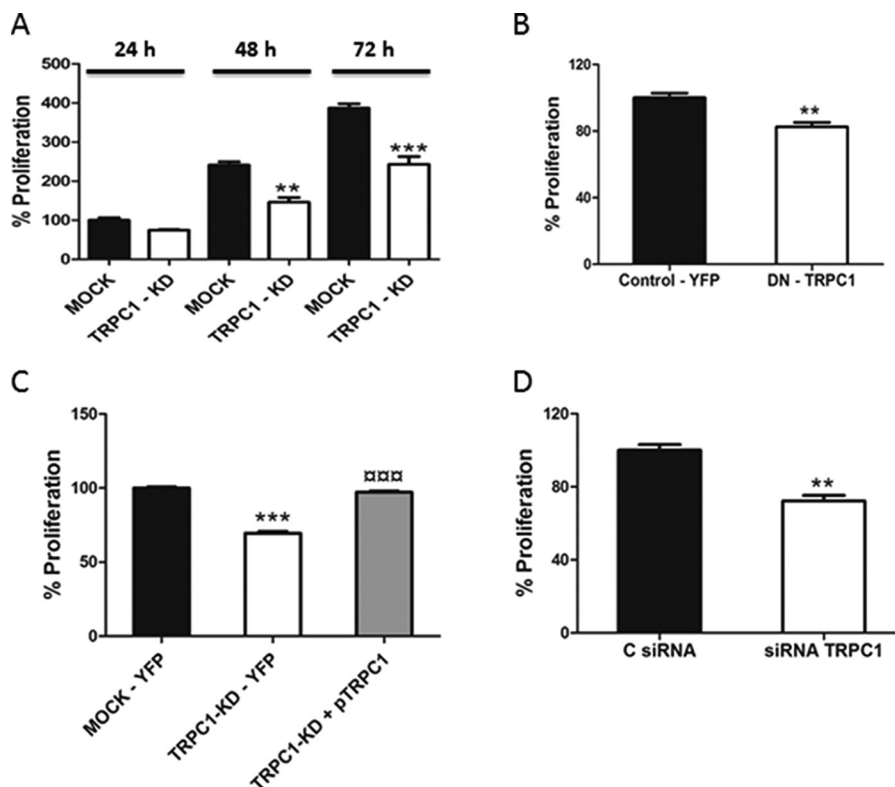 A
24 h 48 h 72 h
% Proliferation
500
400
300
200
100
0
**
***
MOCK
TRPC1 - KD
MOCK
TRPC1 - KD
MOCK
TRPC1 - KD
B
% Proliferation
120
80
40
0
**
Control - YFP DN - TRPC1
C
% Proliferation
150
100
50
0
***
¤¤¤
MOCK - YFP
TRPC1-KD - YFP
TRPC1-KD + pTRPC1
D
% Proliferation
120
80
40
0
**
C siRNA siRNA TRPC1